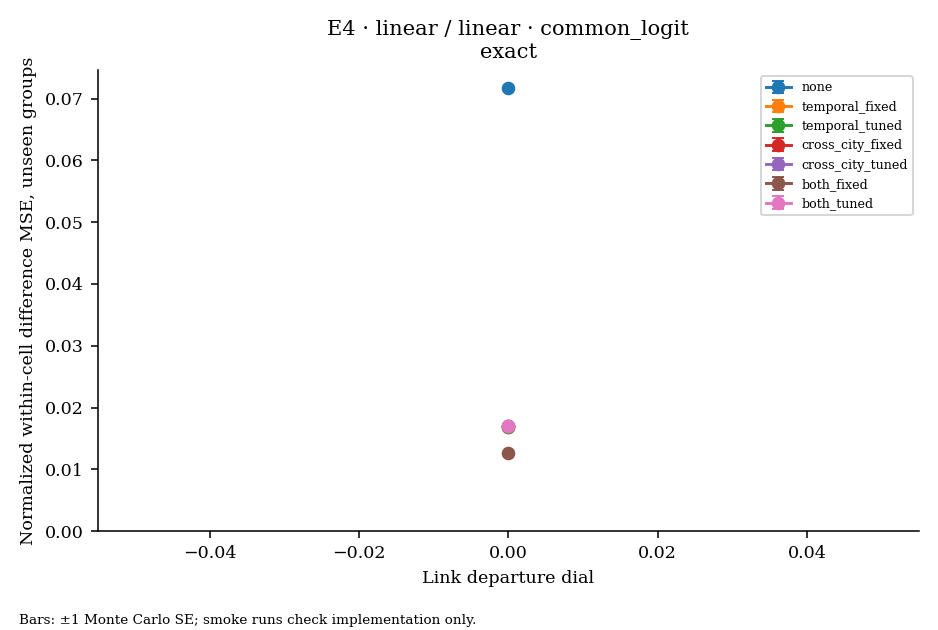 E4 · linear / linear · common_logit
exact
Normalized within-cell difference MSE, unseen groups
0.07
0.06
0.05
0.04
0.03
0.02
0.01
0.00
none
temporal_fixed
temporal_tuned
cross_city_fixed
cross_city_tuned
both_fixed
both_tuned
−0.04
−0.02
0.00
0.02
0.04
Link departure dial
Bars: ±1 Monte Carlo SE; smoke runs check implementation only.